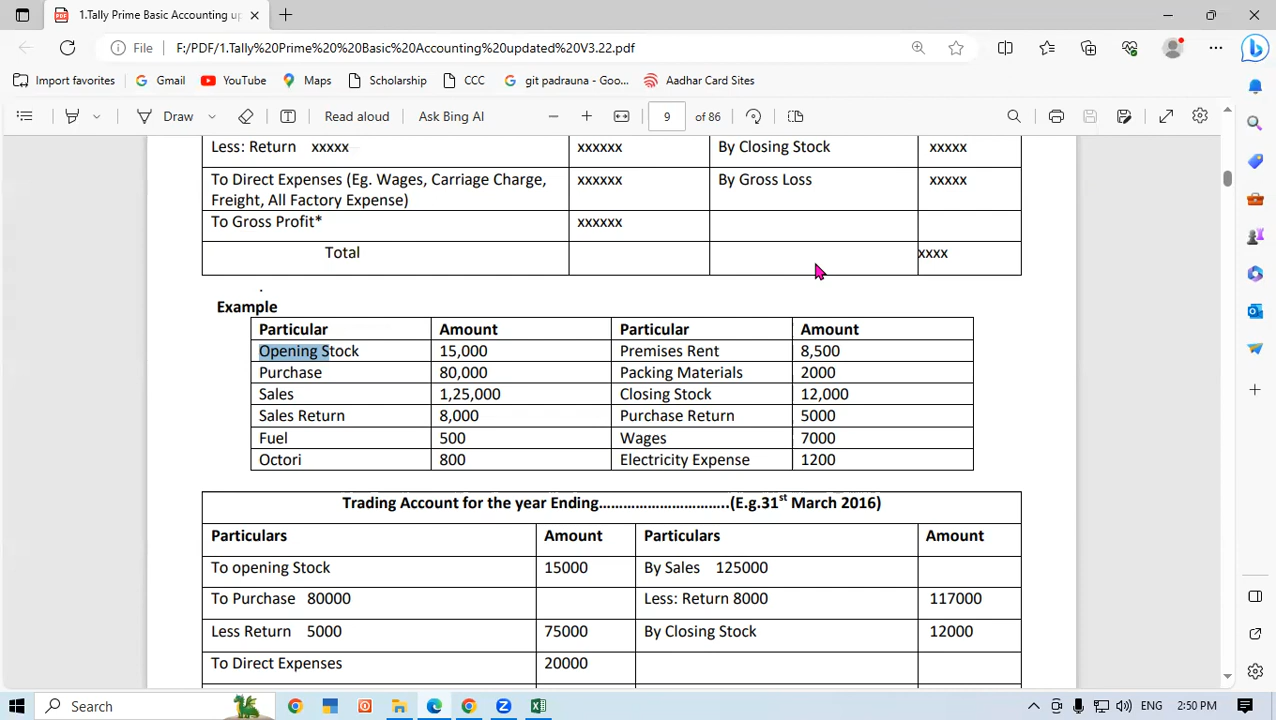 1.Tally Prime Basic Accounting up
File F:/PDF/1.Tally%20Prime%20%20Basic%20Accounting%20updated%20V3.22.pdf
Import favorites Gmail YouTube Maps Scholarship CCC git padrauna - Goo... Aadhar Card Sites
Draw Read aloud Ask Bing AI 9 of 86
Less: Return xxxxx xxxxxx By Closing Stock xxxxx
To Direct Expenses (Eg. Wages, Carriage Charge, xxxxxx By Gross Loss xxxxx
Freight, All Factory Expense)
To Gross Profit* xxxxxx
Total xxxx
.
Example
Particular Amount Particular Amount
Opening Stock 15,000 Premises Rent 8,500
Purchase 80,000 Packing Materials 2000
Sales 1,25,000 Closing Stock 12,000
Sales Return 8,000 Purchase Return 5000
Fuel 500 Wages 7000
Octori 800 Electricity Expense 1200
Trading Account for the year Ending…………………………..(E.g.31st March 2016)
Particulars Amount Particulars Amount
To opening Stock 15000 By Sales 125000
To Purchase 80000 Less: Return 8000 117000
Less Return 5000 75000 By Closing Stock 12000
To Direct Expenses 20000
Search ENG 2:50 PM